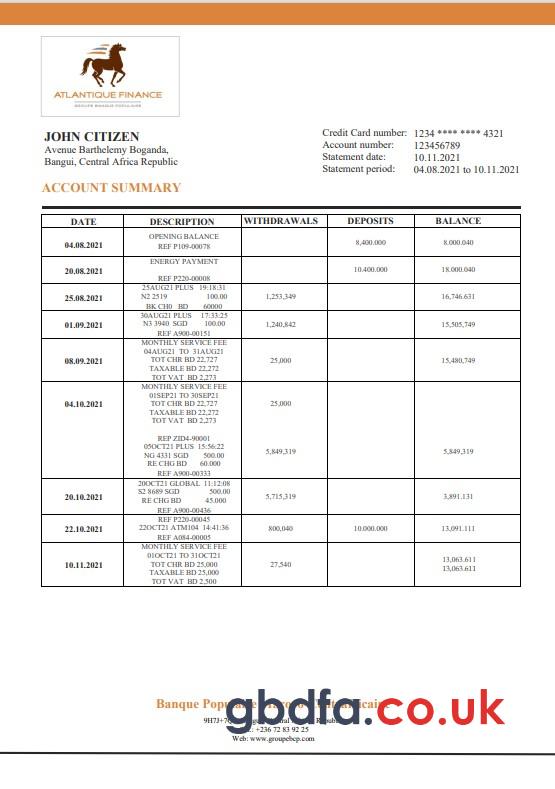 ATLANTIQUE FINANCE
GROUPE BANQUE POPULAIRE
JOHN CITIZEN
Avenue Barthelemy Boganda,
Bangui, Central Africa Republic
Credit Card number: 1234 **** **** 4321
Account number: 123456789
Statement date: 10.11.2021
Statement period: 04.08.2021 to 10.11.2021
ACCOUNT SUMMARY
DATE DESCRIPTION WITHDRAWALS DEPOSITS BALANCE
OPENING BALANCE
04.08.2021 8,400.000 8.000.040
REF P109-00078
ENERGY PAYMENT
20.08.2021 10.400.000 18.000.040
REF P220-00008
25AUG21 PLUS 19:18:31
25.08.2021 N2 2519 100.00 1,253,349 16,746.631
BK CH0 BD 60000
30AUG21 PLUS 17:33:25
01.09.2021 N3 3940 SGD 100.00 1,240,842 15,505,749
REF A900-00151
MONTHLY SERVICE FEE
04AUG21 TO 31AUG21
08.09.2021 TOT CHR BD 22,727 25,000 15,480,749
TAXABLE BD 22,272
TOT VAT BD 2,273
MONTHLY SERVICE FEE
01SEP21 TO 30SEP21
04.10.2021 TOT CHR BD 22,727 25,000
TAXABLE BD 22,272
TOT VAT BD 2,273
REP ZID4-90001
05OCT21 PLUS 15:56:22
NG 4331 SGD 500.00 5,849,319 5,849,319
RE CHG BD 60.000
REF A900-00333
20OCT21 GLOBAL 11:12:08
20.10.2021 S2 8689 SGD 500.00 5,715,319 3,891.131
RE CHG BD 45.000
REF A900-00436
REF P220-00045
22.10.2021 22OCT21 ATM104 14:41:36 800,040 10.000.000 13,091.111
REF A084-00005
MONTHLY SERVICE FEE
01OCT21 TO 31OCT21
10.11.2021 TOT CHR BD 25,000 27,540 13,063.611
TAXABLE BD 25,000 13,063.611
TOT VAT BD 2,500
Banque
gbdfa.co.uk
+236 72 83 92 25
Web: www.groupebcp.com